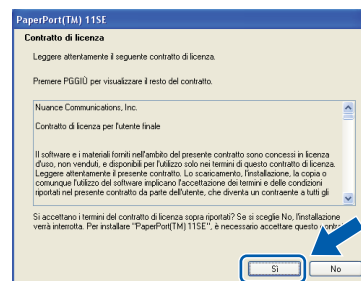 PaperPort(TM) 11SE
Contratto di licenza
Leggere attentamente il seguente contratto di licenza.
Premere PGGIÙ per visualizzare il resto del contratto.
Nuance Communications, Inc.
Contratto di licenza per l'utente finale
Il software e i materiali forniti nell'ambito del presente contratto sono concessi in licenza
d'uso, non venduti, e disponibili per l'utilizzo solo nei termini di questo contratto di licenza.
Leggere attentamente il presente contratto. Lo scaricamento, l'installazione, la copia o
comunque l'utilizzo del software implicano l'accettazione dei termini e delle condizioni
riportati nel presente contratto da parte dell'utente, che diventa un contraente a tutti gli
Si accettano i termini del contratto di licenza sopra riportati? Se si sceglie No, l'installazione
verrà interrotta. Per installare "PaperPort(TM) 11SE", è necessario accettare questo
Sì
No